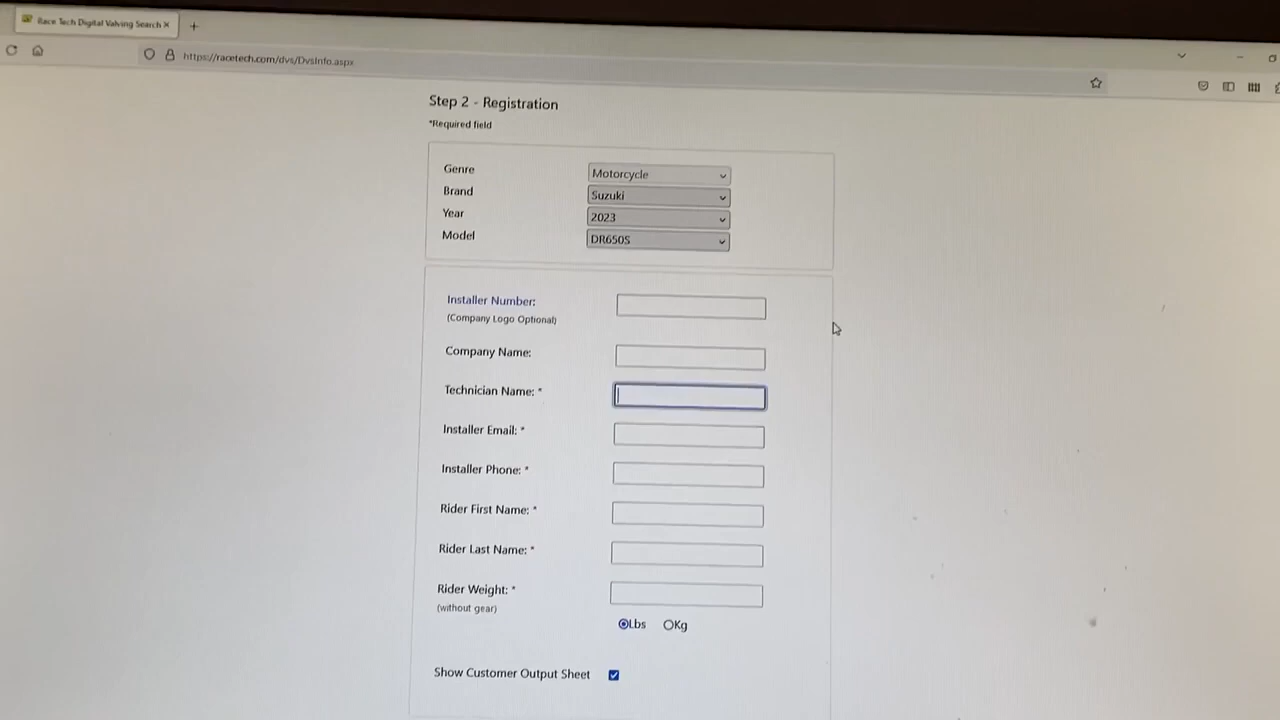 Race Tech Digital Valving Search
https://racetech.com/dvs/DvsInfo.aspx
Step 2 - Registration
*Required field
Genre Motorcycle
Brand Suzuki
Year 2023
Model DR650S
Installer Number:
(Company Logo Optional)
Company Name:
Technician Name: *
Installer Email: *
Installer Phone: *
Rider First Name: *
Rider Last Name: *
Rider Weight: *
(without gear)
Lbs Kg
Show Customer Output Sheet